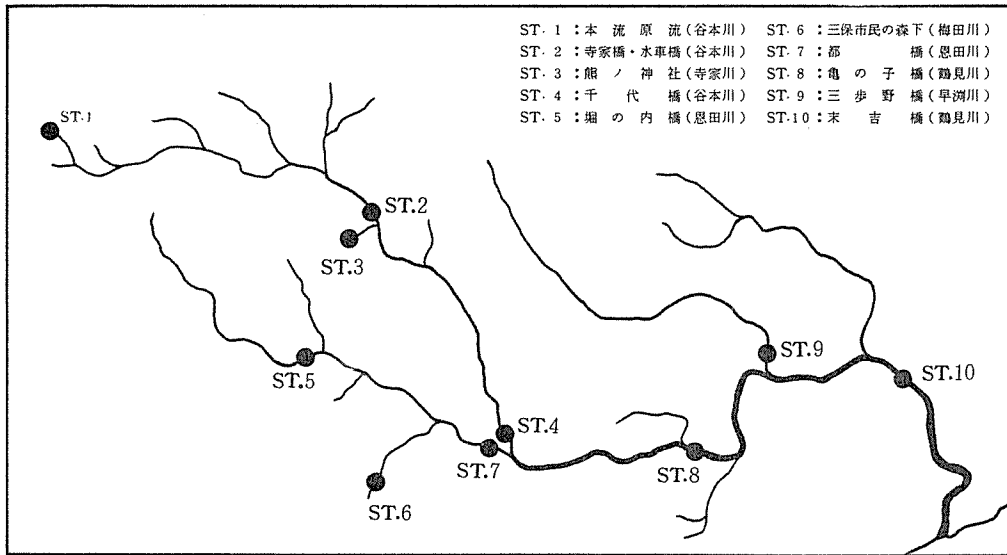 ST. 1 : 本流原流(谷本川) ST. 6 : 三保市民の森下(梅田川)
ST. 2 : 寺家橋・水車橋(谷本川) ST. 7 : 都橋(恩田川)
ST. 3 : 熊ノ神社(寺家川) ST. 8 : 亀の子橋(鶴見川)
ST. 4 : 千代橋(谷本川) ST. 9 : 三歩野橋(早渕川)
ST. 5 : 堀の内橋(恩田川) ST.10 : 末吉橋(鶴見川)
ST.1
ST.2
ST.3
ST.9
ST.5
ST.10
ST.4
ST.7
ST.8
ST.6